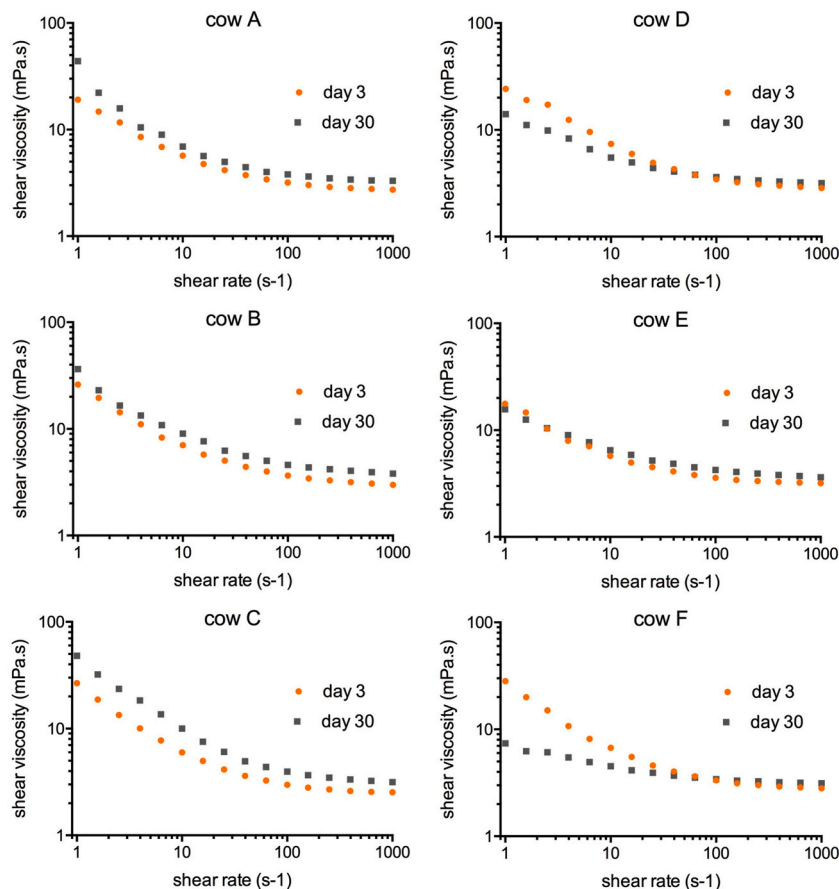 cow A
shear viscosity (mPa.s)
100
10
1
day 3
day 30
1 10 100 1000
shear rate (s-1)
cow D
shear viscosity (mPa.s)
100
10
1
day 3
day 30
1 10 100 1000
shear rate (s-1)
cow B
shear viscosity (mPa.s)
100
10
1
day 3
day 30
1 10 100 1000
shear rate (s-1)
cow E
shear viscosity (mPa.s)
100
10
1
day 3
day 30
1 10 100 1000
shear rate (s-1)
cow C
shear viscosity (mPa.s)
100
10
1
day 3
day 30
1 10 100 1000
shear rate (s-1)
cow F
shear viscosity (mPa.s)
100
10
1
day 3
day 30
1 10 100 1000
shear rate (s-1)